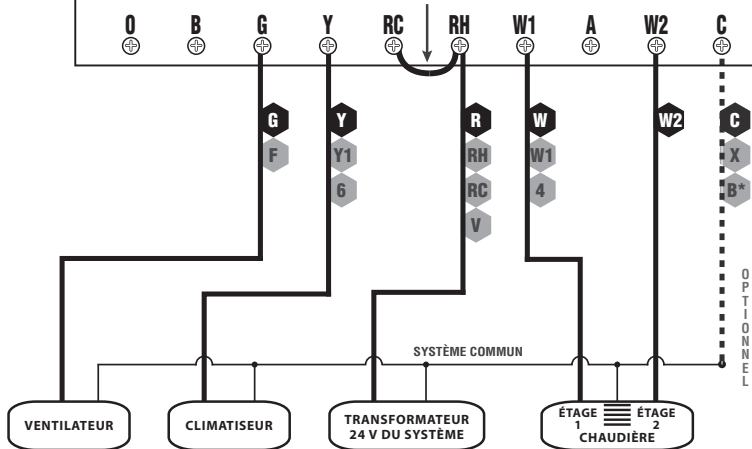 O B G Y RC RH W1 A W2 C
G Y R W W2 C
F Y1 RH W1 X
6 RC 4 B*
V
OPTIONNEL
SYSTÈME COMMUN
VENTILATEUR
CLIMATISEUR
TRANSFORMATEUR
24 V DU SYSTÈME
ÉTAGE
1
ÉTAGE
2
CHAUDIÈRE